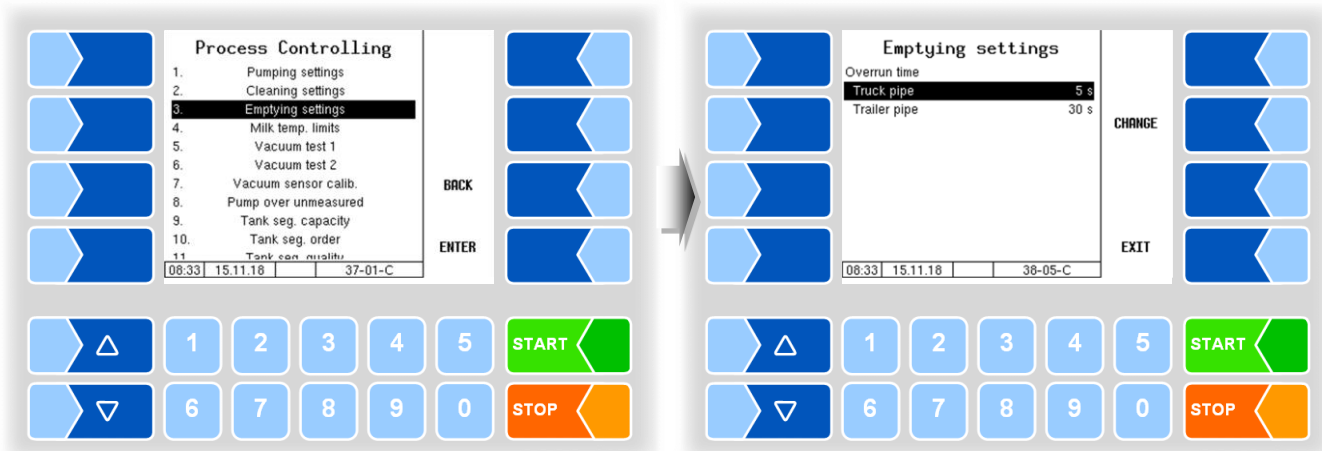 Process Controlling
1. Pumping settings
2. Cleaning settings
3. Emptying settings
4. Milk temp. limits
5. Vacuum test 1
6. Vacuum test 2
7. Vacuum sensor calib.
8. Pump over unmeasured
9. Tank seg. capacity
10. Tank seg. order
11. Tank seg. quality
BACK
ENTER
08:33 15.11.18 37-01-C
1 2 3 4 5 START
6 7 8 9 0 STOP
Emptying settings
Overrun time
Truck pipe 5 s
Trailer pipe 30 s
CHANGE
EXIT
08:33 15.11.18 38-05-C
1 2 3 4 5 START
6 7 8 9 0 STOP